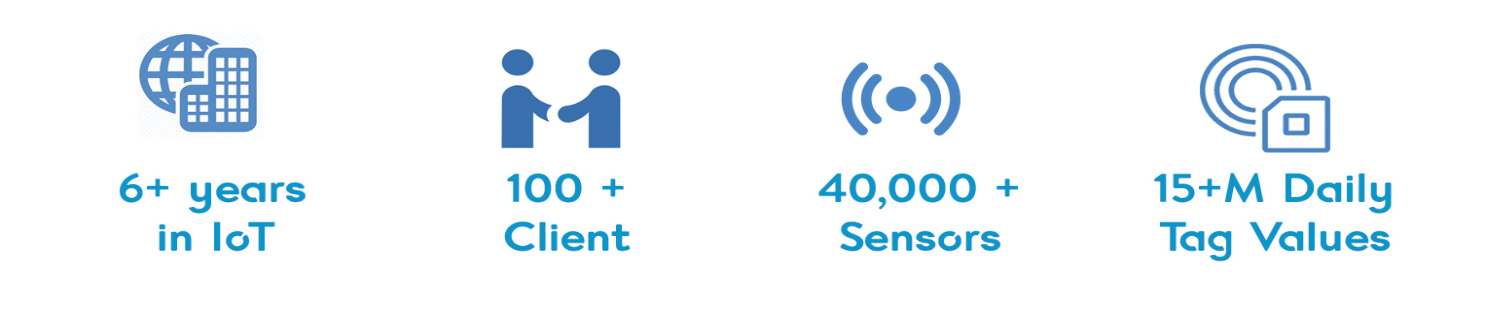 6+ years
in IoT
100 +
Client
40,000 +
Sensors
15+M Daily
Tag Values